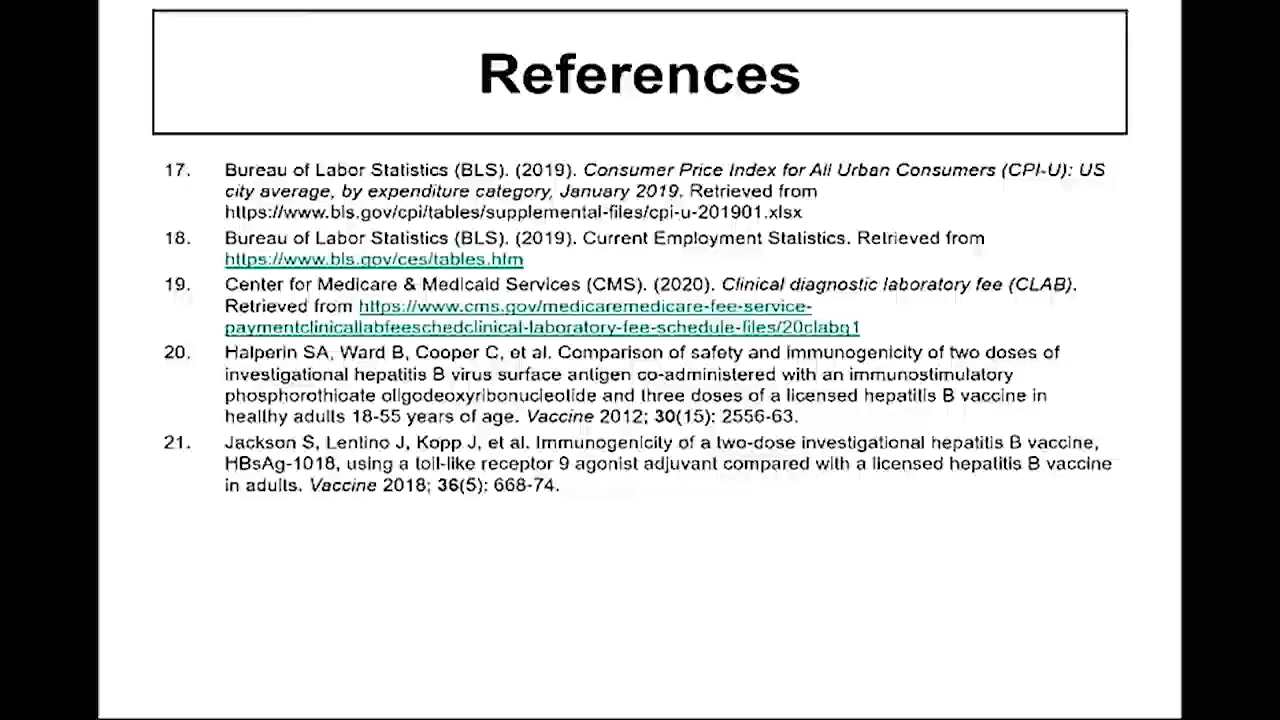 References
17. Bureau of Labor Statistics (BLS). (2019). Consumer Price Index for All Urban Consumers (CPI-U): US
city average, by expenditure category, January 2019. Retrieved from
https://www.bls.gov/cpi/tables/supplemental-files/cpi-u-201901.xlsx
18. Bureau of Labor Statistics (BLS). (2019). Current Employment Statistics. Retrieved from
https://www.bls.gov/ces/tables.htm
19. Center for Medicare & Medicaid Services (CMS). (2020). Clinical diagnostic laboratory fee (CLAB).
Retrieved from https://www.cms.gov/medicaremedicare-fee-service-
paymentclinicallabfeeschedclinical-laboratory-fee-schedule-files/20clabq1
20. Halperin SA, Ward B, Cooper C, et al. Comparison of safety and immunogenicity of two doses of
investigational hepatitis B virus surface antigen co-administered with an immunostimulatory
phosphorothioate oligodeoxyribonucleotide and three doses of a licensed hepatitis B vaccine in
healthy adults 18-55 years of age. Vaccine 2012; 30(15): 2556-63.
21. Jackson S, Lentino J, Kopp J, et al. Immunogenicity of a two-dose investigational hepatitis B vaccine,
HBsAg-1018, using a toll-like receptor 9 agonist adjuvant compared with a licensed hepatitis B vaccine
in adults. Vaccine 2018; 36(5): 668-74.